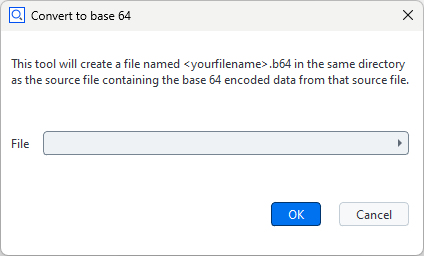 Convert to base 64
This tool will create a file named <yourfilename>.b64 in the same directory
as the source file containing the base 64 encoded data from that source file.
File
OK
Cancel